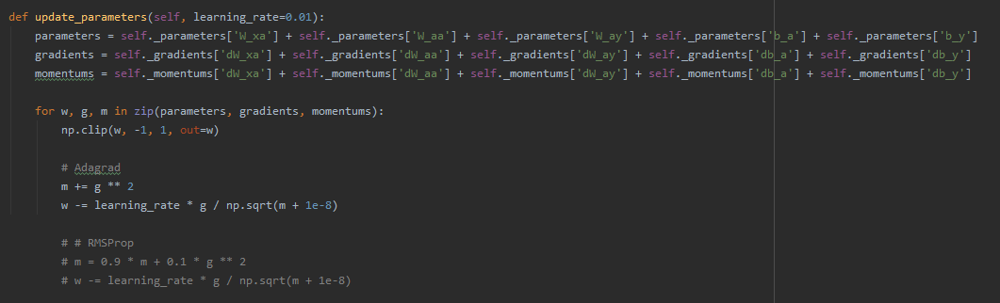 def update_parameters(self, learning_rate=0.01):
parameters = self._parameters['W_xa'] + self._parameters['W_aa'] + self._parameters['W_ay'] + self._parameters['b_a'] + self._parameters['b_y']
gradients = self._gradients['dW_xa'] + self._gradients['dW_aa'] + self._gradients['dW_ay'] + self._gradients['db_a'] + self._gradients['db_y']
momentums = self._momentums['dW_xa'] + self._momentums['dW_aa'] + self._momentums['dW_ay'] + self._momentums['db_a'] + self._momentums['db_y']
for w, g, m in zip(parameters, gradients, momentums):
np.clip(w, -1, 1, out=w)
# Adagrad
m += g ** 2
w -= learning_rate * g / np.sqrt(m + 1e-8)
# # RMSProp
# m = 0.9 * m + 0.1 * g ** 2
# w -= learning_rate * g / np.sqrt(m + 1e-8)